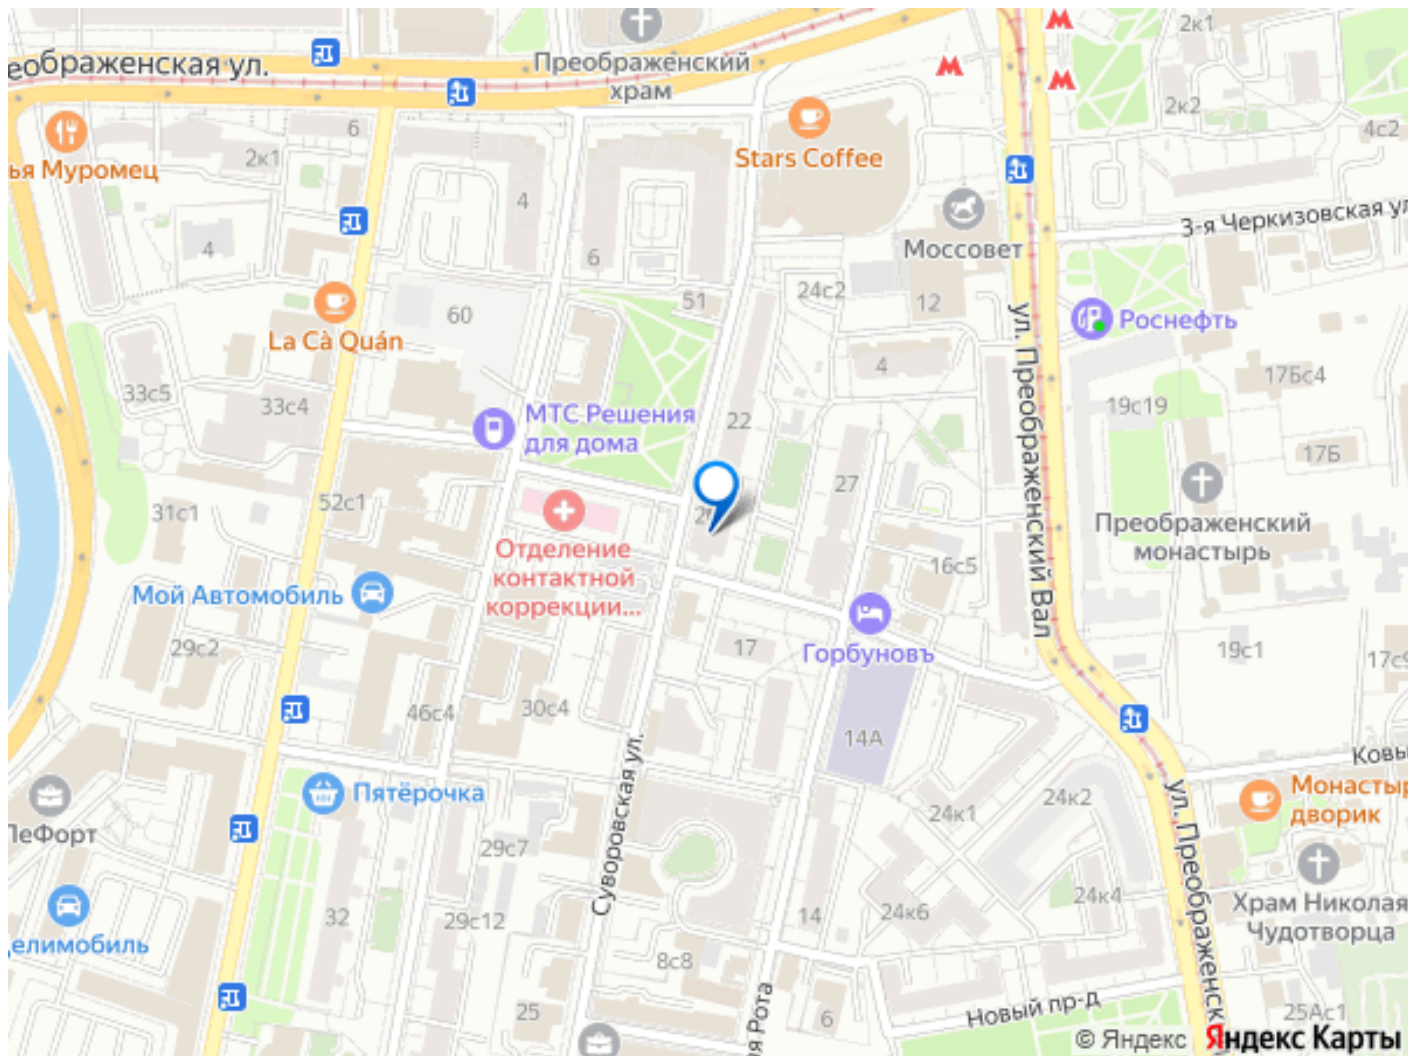 еображенская ул.
Преображенский
храм
6
2к1
ья Муромец
Stars Coffee
2к1
2к2
4с2
4
3-я Черкизовская ул
Моссовет
4
6
51
24с2
12
60
La Cà Quán
Роснефть
ул. Преображенский Вал
4
17Бс4
33с5
33с4
19с19
МТС Решения
для дома
22
17Б
27
52с1
31с1
Преображенский
монастырь
Отделение
контактной
коррекции...
16с5
Мой Автомобиль
29с2
17
Горбуновъ
19с1
17с9
46с4
30с4
14А
Суворовская ул.
Ковы
Пятёрочка
ЛеФорт
24к1
24к2
ул. Преображенск
Монастыр
дворик
29с7
32
29с12
14
24к6
24к4
Храм Николая
Чудотворца
елимобиль
8с8
25
я Рота
6
Новый пр-д
25Ас1
© Яндекс Яндекс Карты